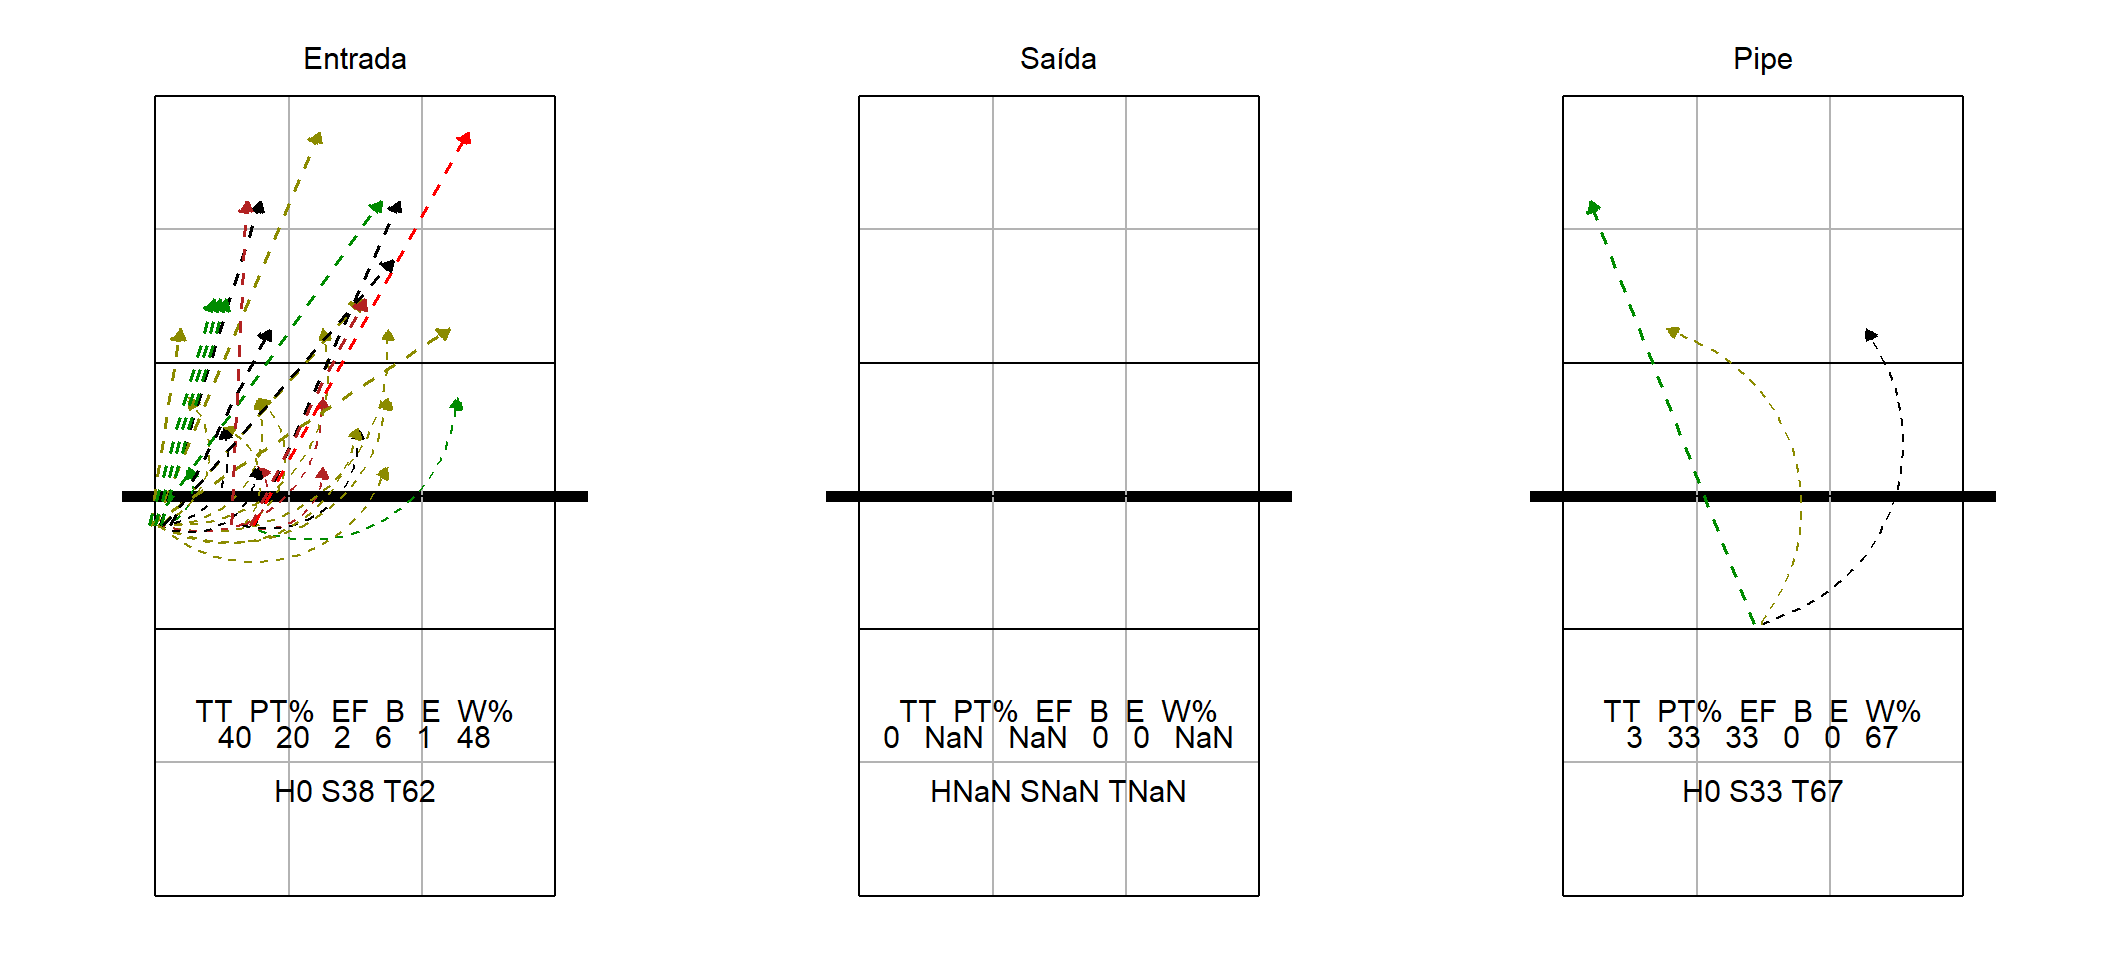 Entrada
TT PT% EF B E W%
40 20 2 6 1 48
H0 S38 T62
Saída
TT PT% EF B E W%
0 NaN NaN 0 0 NaN
HNaN SNaN TNaN
Pipe
TT PT% EF B E W%
3 33 33 0 0 67
H0 S33 T67